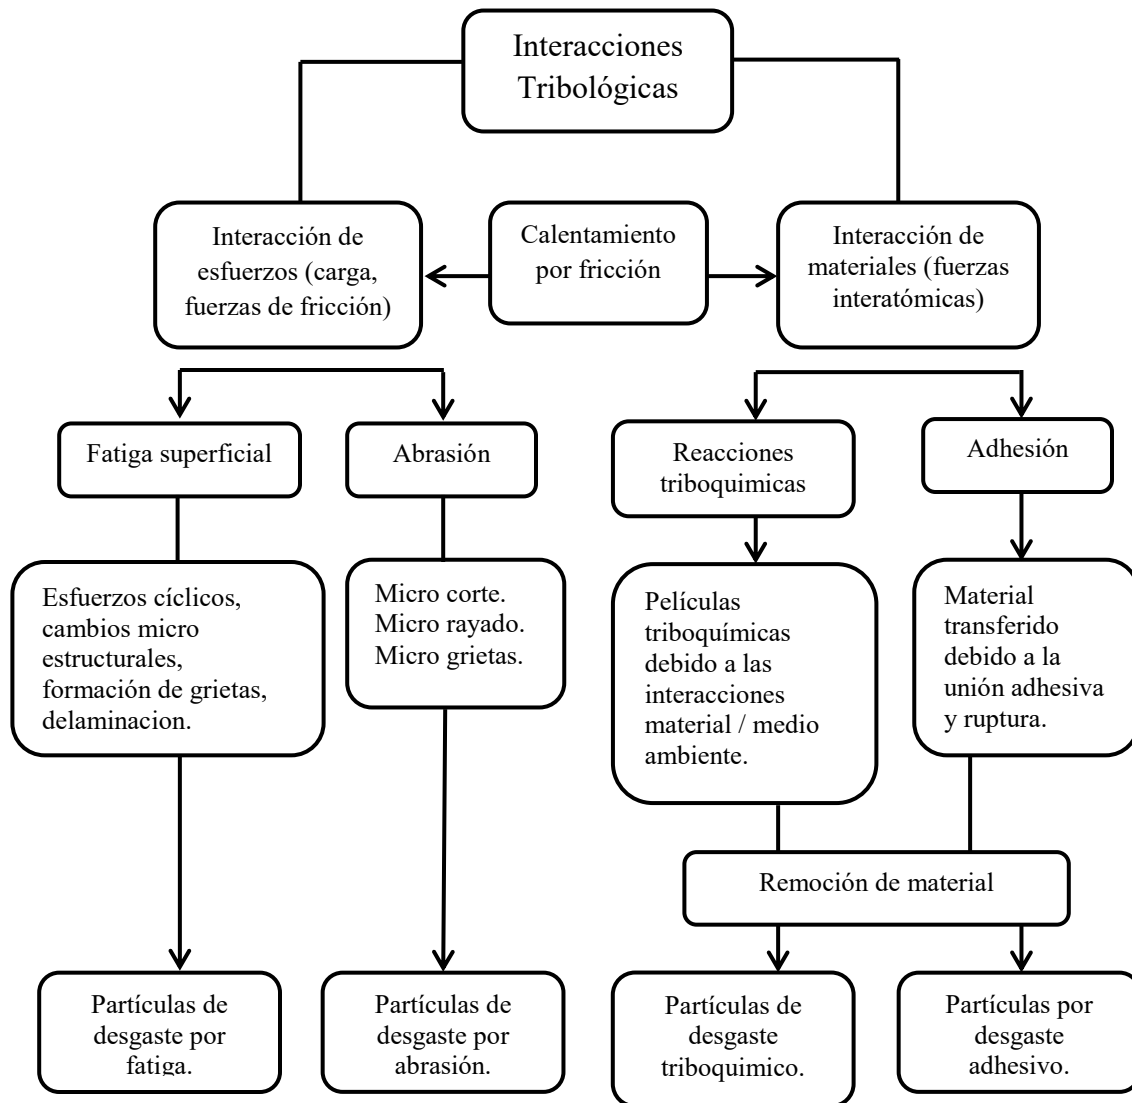 Interacciones
Tribológicas
Interacción de
esfuerzos (carga,
fuerzas de fricción)
Calentamiento
por fricción
Interacción de
materiales (fuerzas
interatómicas)
Fatiga superficial
Abrasión
Reacciones
triboquimicas
Adhesión
Esfuerzos cíclicos,
cambios micro
estructurales,
formación de grietas,
delaminacion.
Micro corte.
Micro rayado.
Micro grietas.
Películas
triboquímicas
debido a las
interacciones
material / medio
ambiente.
Material
transferido
debido a la
unión adhesiva
y ruptura.
Remoción de material
Partículas de
desgaste por
fatiga.
Partículas de
desgaste por
abrasión.
Partículas de
desgaste
triboquimico.
Partículas por
desgaste
adhesivo.